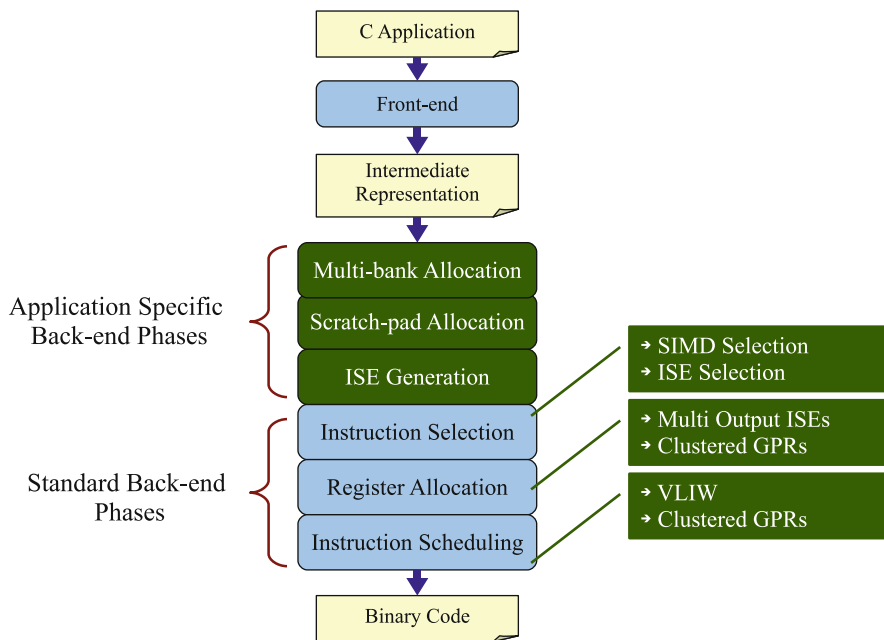 C Application
Front-end
Intermediate
Representation
Application Specific
Back-end Phases
Multi-bank Allocation
Scratch-pad Allocation
ISE Generation
Standard Back-end
Phases
Instruction Selection
Register Allocation
Instruction Scheduling
➔ SIMD Selection
➔ ISE Selection
➔ Multi Output ISEs
➔ Clustered GPRs
➔ VLIW
➔ Clustered GPRs
Binary Code